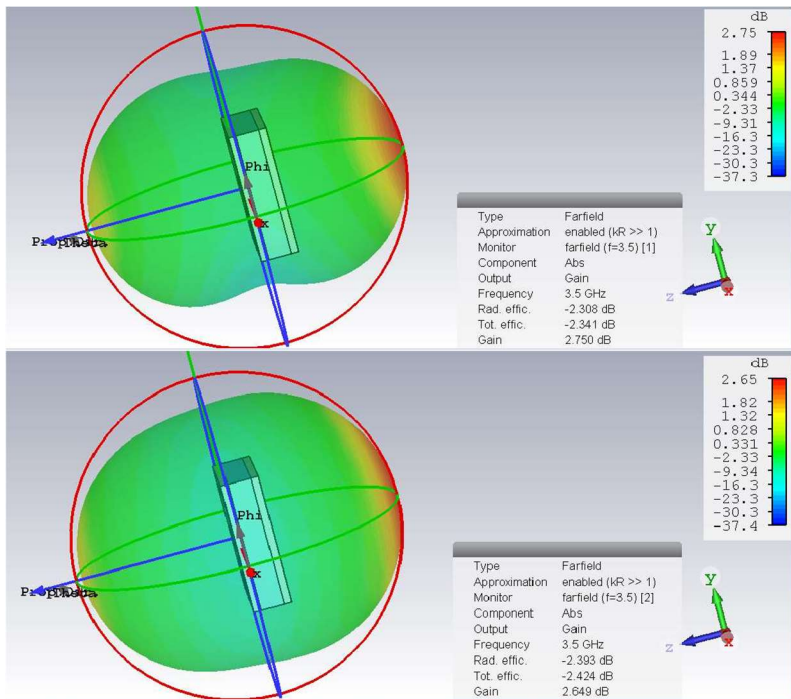 dB
2.75
1.89
1.37
0.859
0.344
-2.33
-9.31
-16.3
-23.3
-30.3
-37.3
Phi
x
Type Farfield
Approximation enabled (kR >> 1)
Monitor farfield (f=3.5) [1]
Component Abs
Output Gain
Frequency 3.5 GHz
Rad. effic. -2.308 dB
Tot. effic. -2.341 dB
Gain 2.750 dB
y
z
x
dB
2.65
1.82
1.32
0.828
0.331
-2.33
-9.34
-16.3
-23.3
-30.3
-37.4
Phi
x
Type Farfield
Approximation enabled (kR >> 1)
Monitor farfield (f=3.5) [2]
Component Abs
Output Gain
Frequency 3.5 GHz
Rad. effic. -2.393 dB
Tot. effic. -2.424 dB
Gain 2.649 dB
y
z
x